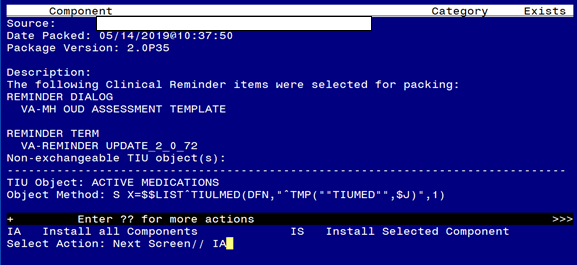 Component Category Exists
Source:
Date Packed: 05/14/2019@10:37:50
Package Version: 2.0P35
Description:
The following Clinical Reminder items were selected for packing:
REMINDER DIALOG
VA-MH OUD ASSESSMENT TEMPLATE
REMINDER TERM
VA-REMINDER UPDATE_2_0_72
Non-exchangeable TIU object(s):
------------------------------------------------------------------------------
TIU Object: ACTIVE MEDICATIONS
Object Method: S X=$$LIST^TIULMED(DFN,"^TMP(""TIUMED"",$J)",1)
+ Enter ?? for more actions >>>
IA Install all Components IS Install Selected Component
Select Action: Next Screen// IA